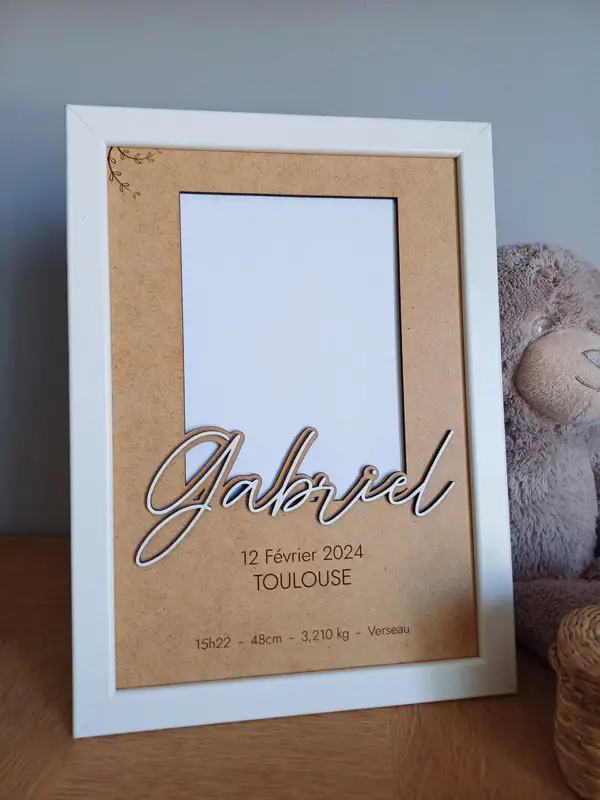 Gabriel
12 Février 2024
TOULOUSE
15h22 - 48cm - 3,210 kg - Verseau